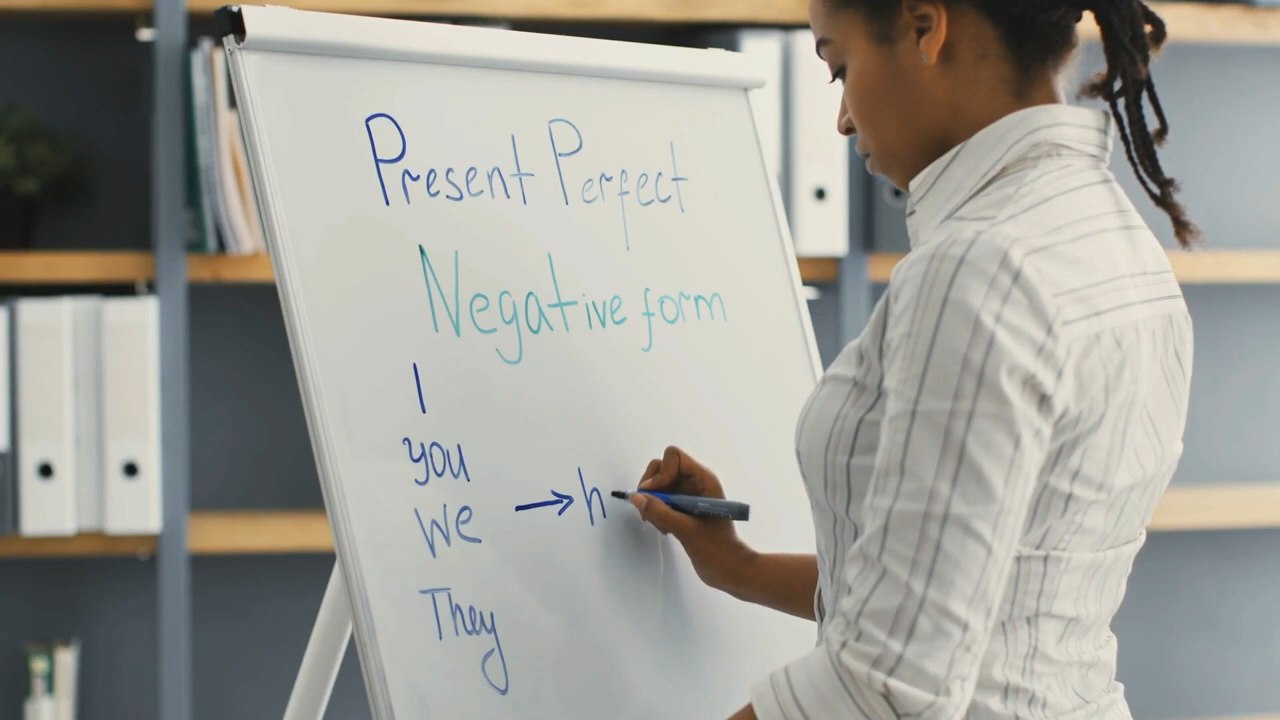 Present Perfect
Negative form
I
you
We → h
They